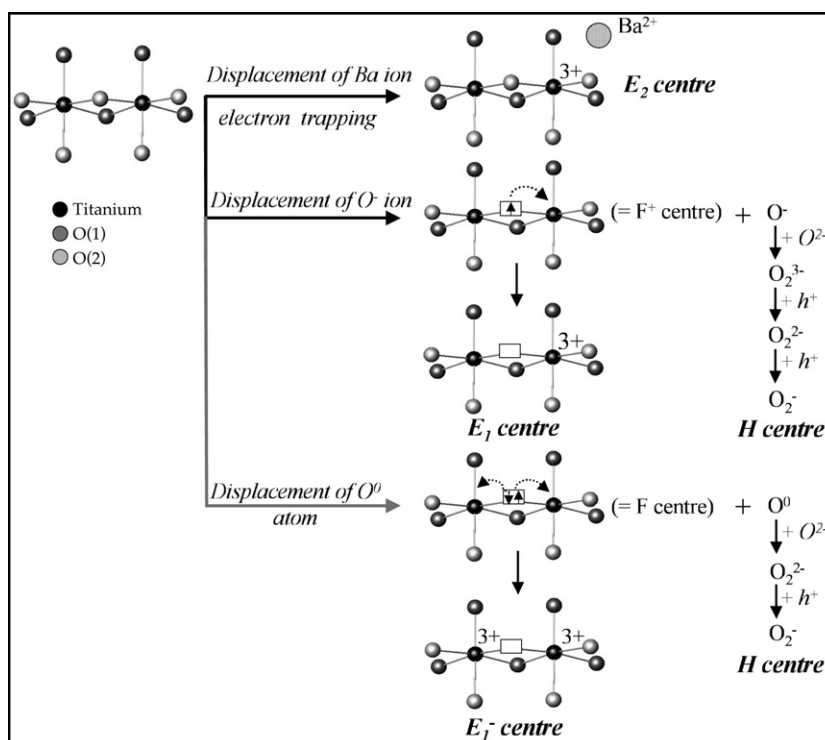 Ba²⁺
Displacement of Ba ion
3+
E₂ centre
electron trapping
Titanium
O(1)
O(2)
Displacement of O⁻ ion
(= F⁺ centre) + O⁻
+ O²⁻
O₂³⁻
+ h⁺
O₂²⁻
+ h⁺
O₂⁻
3+
E₁ centre
H centre
Displacement of O⁰
atom
(= F centre) + O⁰
+ O²⁻
O₂²⁻
+ h⁺
O₂⁻
3+ 3+
H centre
E₁⁻ centre